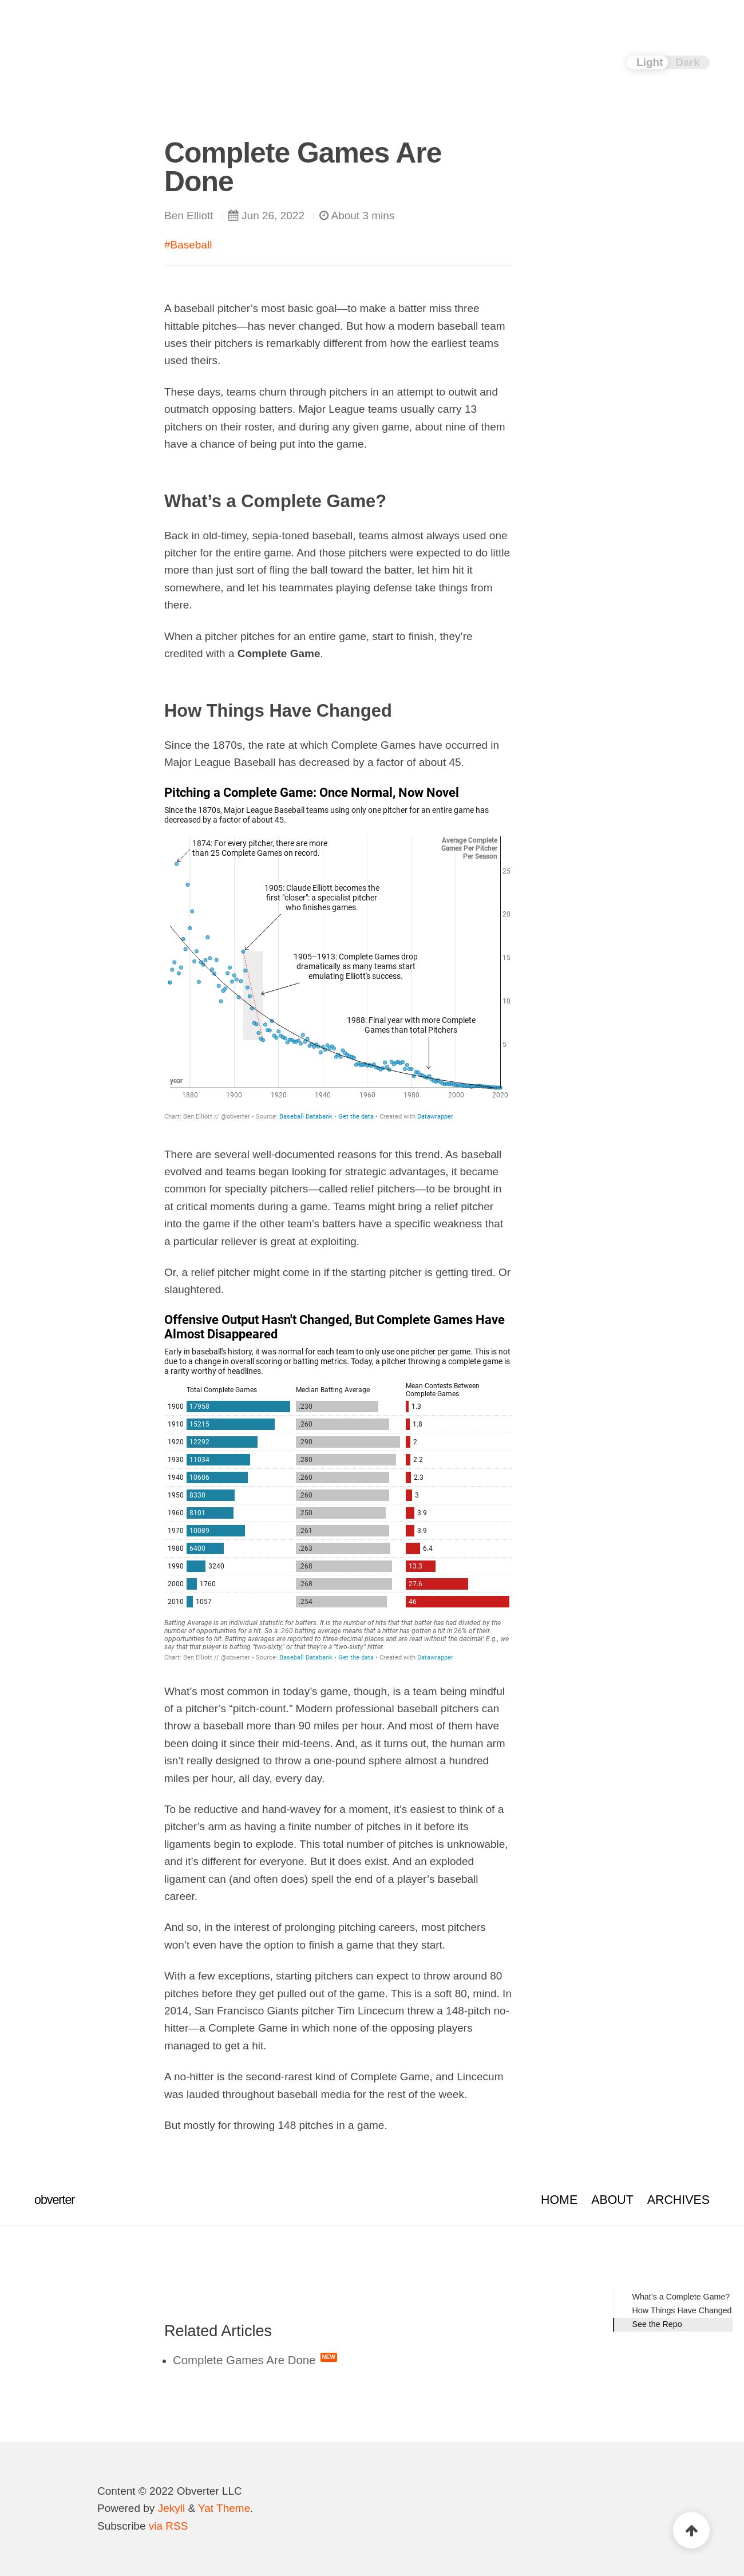 Light Dark
Complete Games Are
Done
Ben Elliott Jun 26, 2022 About 3 mins
#Baseball
A baseball pitcher’s most basic goal—to make a batter miss three
hittable pitches—has never changed. But how a modern baseball team
uses their pitchers is remarkably different from how the earliest teams
used theirs.
These days, teams churn through pitchers in an attempt to outwit and
outmatch opposing batters. Major League teams usually carry 13
pitchers on their roster, and during any given game, about nine of them
have a chance of being put into the game.
What’s a Complete Game?
Back in old-timey, sepia-toned baseball, teams almost always used one
pitcher for the entire game. And those pitchers were expected to do little
more than just sort of fling the ball toward the batter, let him hit it
somewhere, and let his teammates playing defense take things from
there.
When a pitcher pitches for an entire game, start to finish, they’re
credited with a Complete Game.
How Things Have Changed
Since the 1870s, the rate at which Complete Games have occurred in
Major League Baseball has decreased by a factor of about 45.
Pitching a Complete Game: Once Normal, Now Novel
Since the 1870s, Major League Baseball teams using only one pitcher for an entire game has
decreased by a factor of about 45.
1874: For every pitcher, there are more
than 25 Complete Games on record.
Average Complete
Games Per Pitcher
Per Season
25
1905: Claude Elliott becomes the
first "closer": a specialist pitcher
who finishes games.
20
1905–1913: Complete Games drop
dramatically as many teams start
emulating Elliott's success.
15
10
1988: Final year with more Complete
Games than total Pitchers
5
year
1880 1900 1920 1940 1960 1980 2000 2020
Chart: Ben Elliott // @obverter • Source: Baseball Databank • Get the data • Created with Datawrapper
There are several well-documented reasons for this trend. As baseball
evolved and teams began looking for strategic advantages, it became
common for specialty pitchers—called relief pitchers—to be brought in
at critical moments during a game. Teams might bring a relief pitcher
into the game if the other team’s batters have a specific weakness that
a particular reliever is great at exploiting.
Or, a relief pitcher might come in if the starting pitcher is getting tired. Or
slaughtered.
Offensive Output Hasn't Changed, But Complete Games Have
Almost Disappeared
Early in baseball's history, it was normal for each team to only use one pitcher per game. This is not
due to a change in overall scoring or batting metrics. Today, a pitcher throwing a complete game is
a rarity worthy of headlines.
Total Complete Games Median Batting Average Mean Contests Between
Complete Games
1900 17958 .230 1.3
1910 15215 .260 1.8
1920 12292 .290 2
1930 11034 .280 2.2
1940 10606 .260 2.3
1950 8330 .260 3
1960 8101 .250 3.9
1970 10089 .261 3.9
1980 6400 .263 6.4
1990 3240 .268 13.3
2000 1760 .268 27.6
2010 1057 .254 46
Batting Average is an individual statistic for batters. It is the number of hits that that batter has had divided by the
number of opportunities for a hit. So a .260 batting average means that a hitter has gotten a hit in 26% of their
opportunities to hit. Batting averages are reported to three decimal places and are read without the decimal: E.g., we
say that that player is batting "two-sixty," or that they're a "two-sixty" hitter.
Chart: Ben Elliott // @obverter • Source: Baseball Databank • Get the data • Created with Datawrapper
What’s most common in today’s game, though, is a team being mindful
of a pitcher’s “pitch-count.” Modern professional baseball pitchers can
throw a baseball more than 90 miles per hour. And most of them have
been doing it since their mid-teens. And, as it turns out, the human arm
isn’t really designed to throw a one-pound sphere almost a hundred
miles per hour, all day, every day.
To be reductive and hand-wavey for a moment, it’s easiest to think of a
pitcher’s arm as having a finite number of pitches in it before its
ligaments begin to explode. This total number of pitches is unknowable,
and it’s different for everyone. But it does exist. And an exploded
ligament can (and often does) spell the end of a player’s baseball
career.
And so, in the interest of prolonging pitching careers, most pitchers
won’t even have the option to finish a game that they start.
With a few exceptions, starting pitchers can expect to throw around 80
pitches before they get pulled out of the game. This is a soft 80, mind. In
2014, San Francisco Giants pitcher Tim Lincecum threw a 148-pitch no-
hitter—a Complete Game in which none of the opposing players
managed to get a hit.
A no-hitter is the second-rarest kind of Complete Game, and Lincecum
was lauded throughout baseball media for the rest of the week.
But mostly for throwing 148 pitches in a game.
obverter HOME ABOUT ARCHIVES
What’s a Complete Game?
How Things Have Changed
See the Repo
Related Articles
Complete Games Are Done NEW
Content © 2022 Obverter LLC
Powered by Jekyll & Yat Theme.
Subscribe via RSS